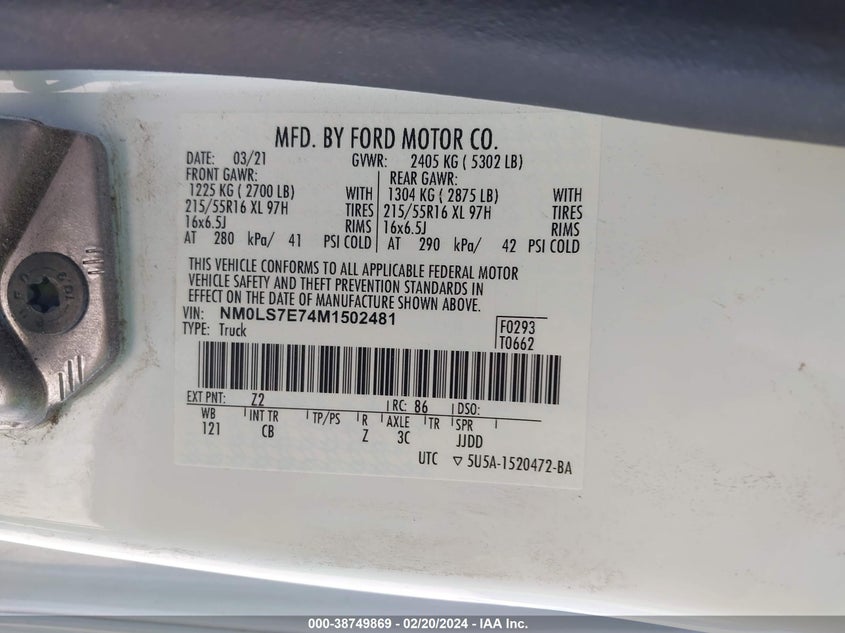 MFD. BY FORD MOTOR CO.
DATE: 03/21 GVWR: 2405 KG ( 5302 LB)
FRONT GAWR: REAR GAWR:
1225 KG ( 2700 LB) WITH 1304 KG ( 2875 LB) WITH
215/55R16 XL 97H TIRES 215/55R16 XL 97H TIRES
16x6.5J RIMS 16x6.5J RIMS
AT 280 kPa/ 41 PSI COLD AT 290 kPa/ 42 PSI COLD
THIS VEHICLE CONFORMS TO ALL APPLICABLE FEDERAL MOTOR
VEHICLE SAFETY AND THEFT PREVENTION STANDARDS IN
EFFECT ON THE DATE OF MANUFACTURE SHOWN ABOVE.
VIN: NM0LS7E74M1502481
TYPE: Truck
F0293
T0662
EXT PNT: Z2 RC: 86 DSO:
WB INT TR TP/PS R AXLE TR SPR
121 CB Z 3C JJDD
UTC ▽ 5U5A-1520472-BA
000-38749869 - 02/20/2024 - IAA Inc.